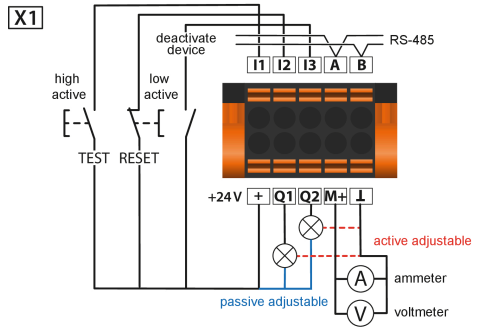 X1
deactivate
device
RS-485
I1 I2 I3 A B
high
active
low
active
TEST RESET
+24V + Q1 Q2 M+ ⊥
active adjustable
passive adjustable
A ammeter
V voltmeter